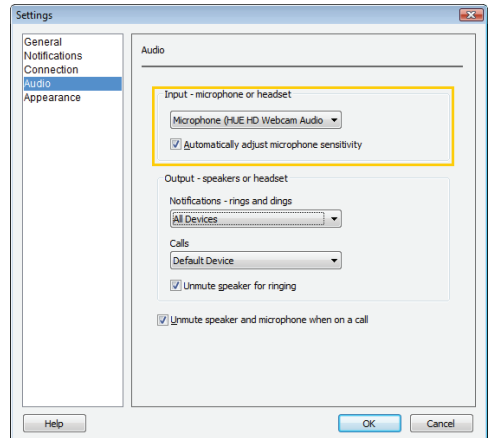 Settings
General
Notifications
Connection
Audio
Appearance
Audio
Input - microphone or headset
Microphone (HUE HD Webcam Audio
Automatically adjust microphone sensitivity
Output - speakers or headset
Notifications - rings and dings
All Devices
Calls
Default Device
Unmute speaker for ringing
Unmute speaker and microphone when on a call
Help
OK
Cancel